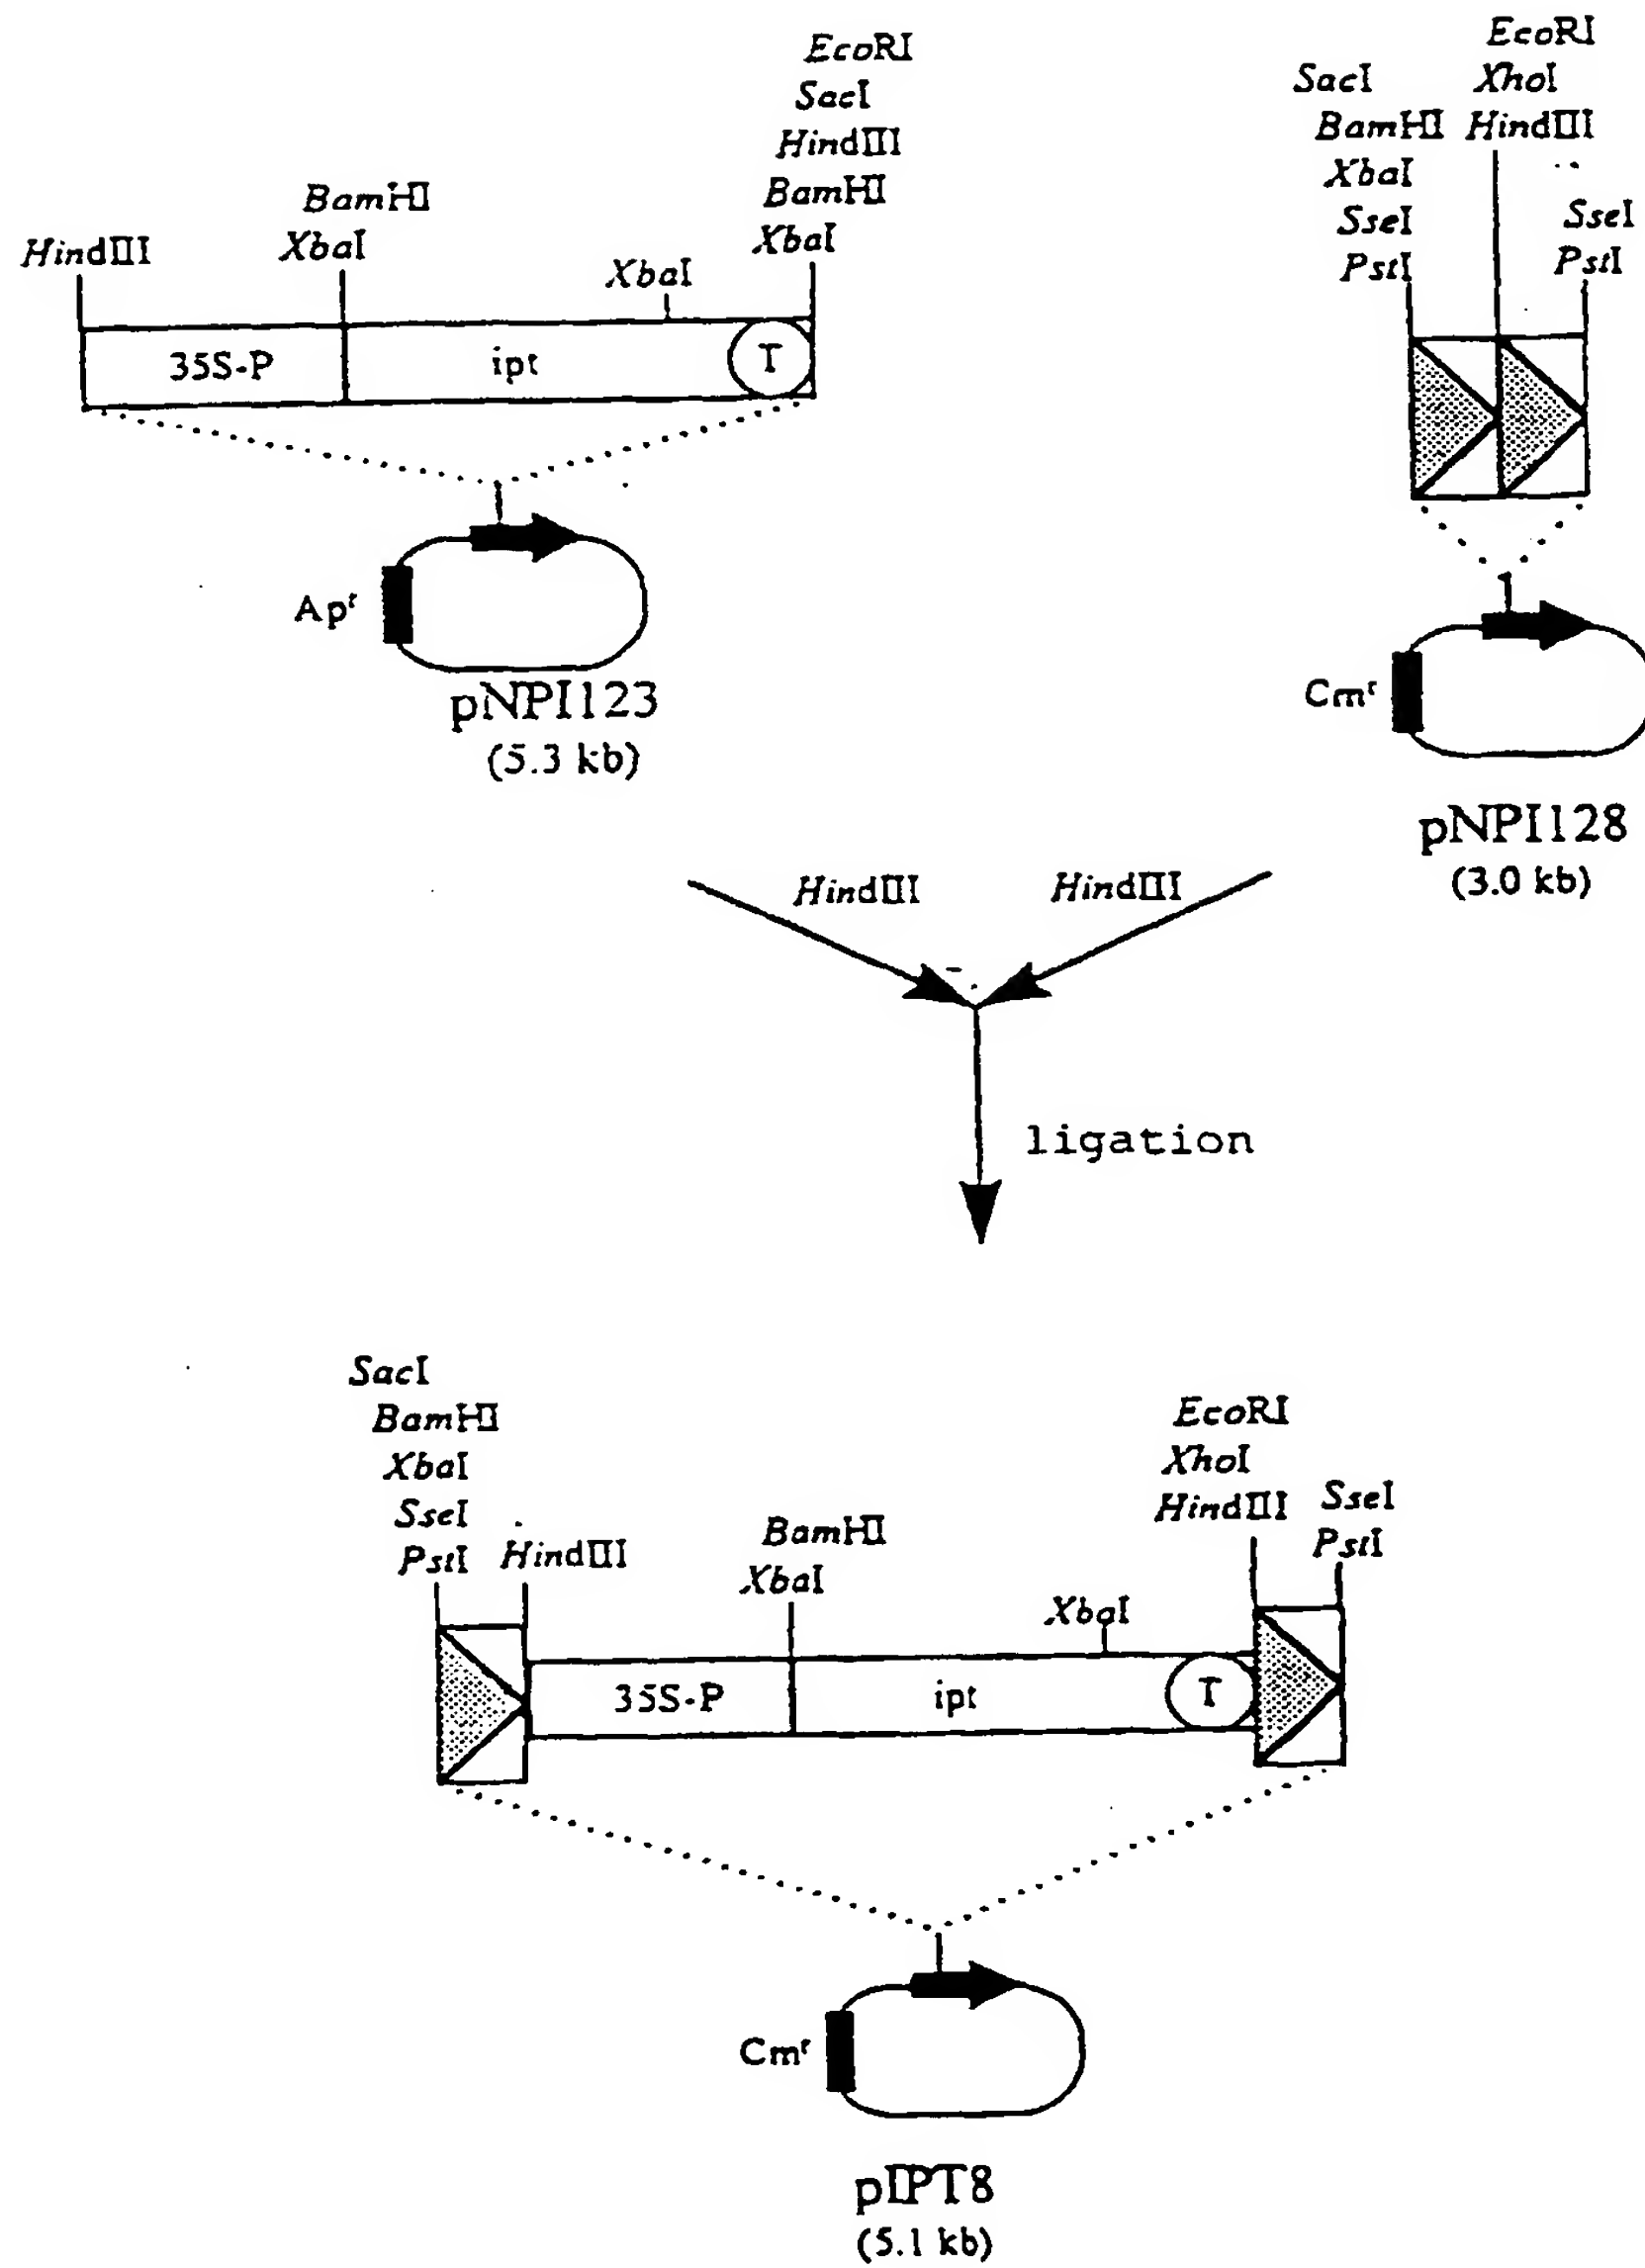 EcoRI
SacI
HindIII
BamHI
XbaI
BamHI
XbaI
HindIII
XbaI
35S-P
ipt
T
Apʳ
pNPI123
(5.3 kb)
EcoRI
SacI XhoI
BamHI HindIII
XbaI
SseI SseI
PstI PstI
Cmʳ
pNPI128
(3.0 kb)
HindIII HindIII
ligation
SacI
BamHI
XbaI
SseI
PstI
HindIII
BamHI
XbaI
XbaI
EcoRI
XhoI
HindIII
SseI
PstI
35S-P
ipt
T
Cmʳ
pIPT8
(5.1 kb)